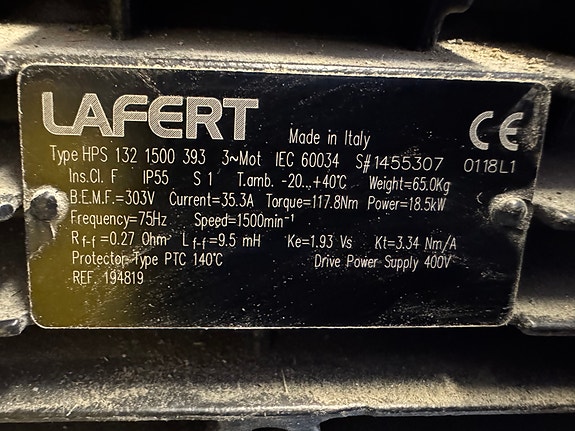 LAFERT
Made in Italy
CE
Type HPS 132 1500 393 3~Mot IEC 60034 S#1455307 0118L1
Ins.Cl. F IP55 S 1 T.amb. -20...+40°C Weight=65.0Kg
B.E.M.F.=303V Current=35.3A Torque=117.8Nm Power=18.5kW
Frequency=75Hz Speed=1500min⁻¹
R f-f=0.27 Ohm L f-f=9.5 mH Ke=1.93 Vs Kt=3.34 Nm/A
Protector Type PTC 140°C Drive Power Supply 400V
REF. 194819